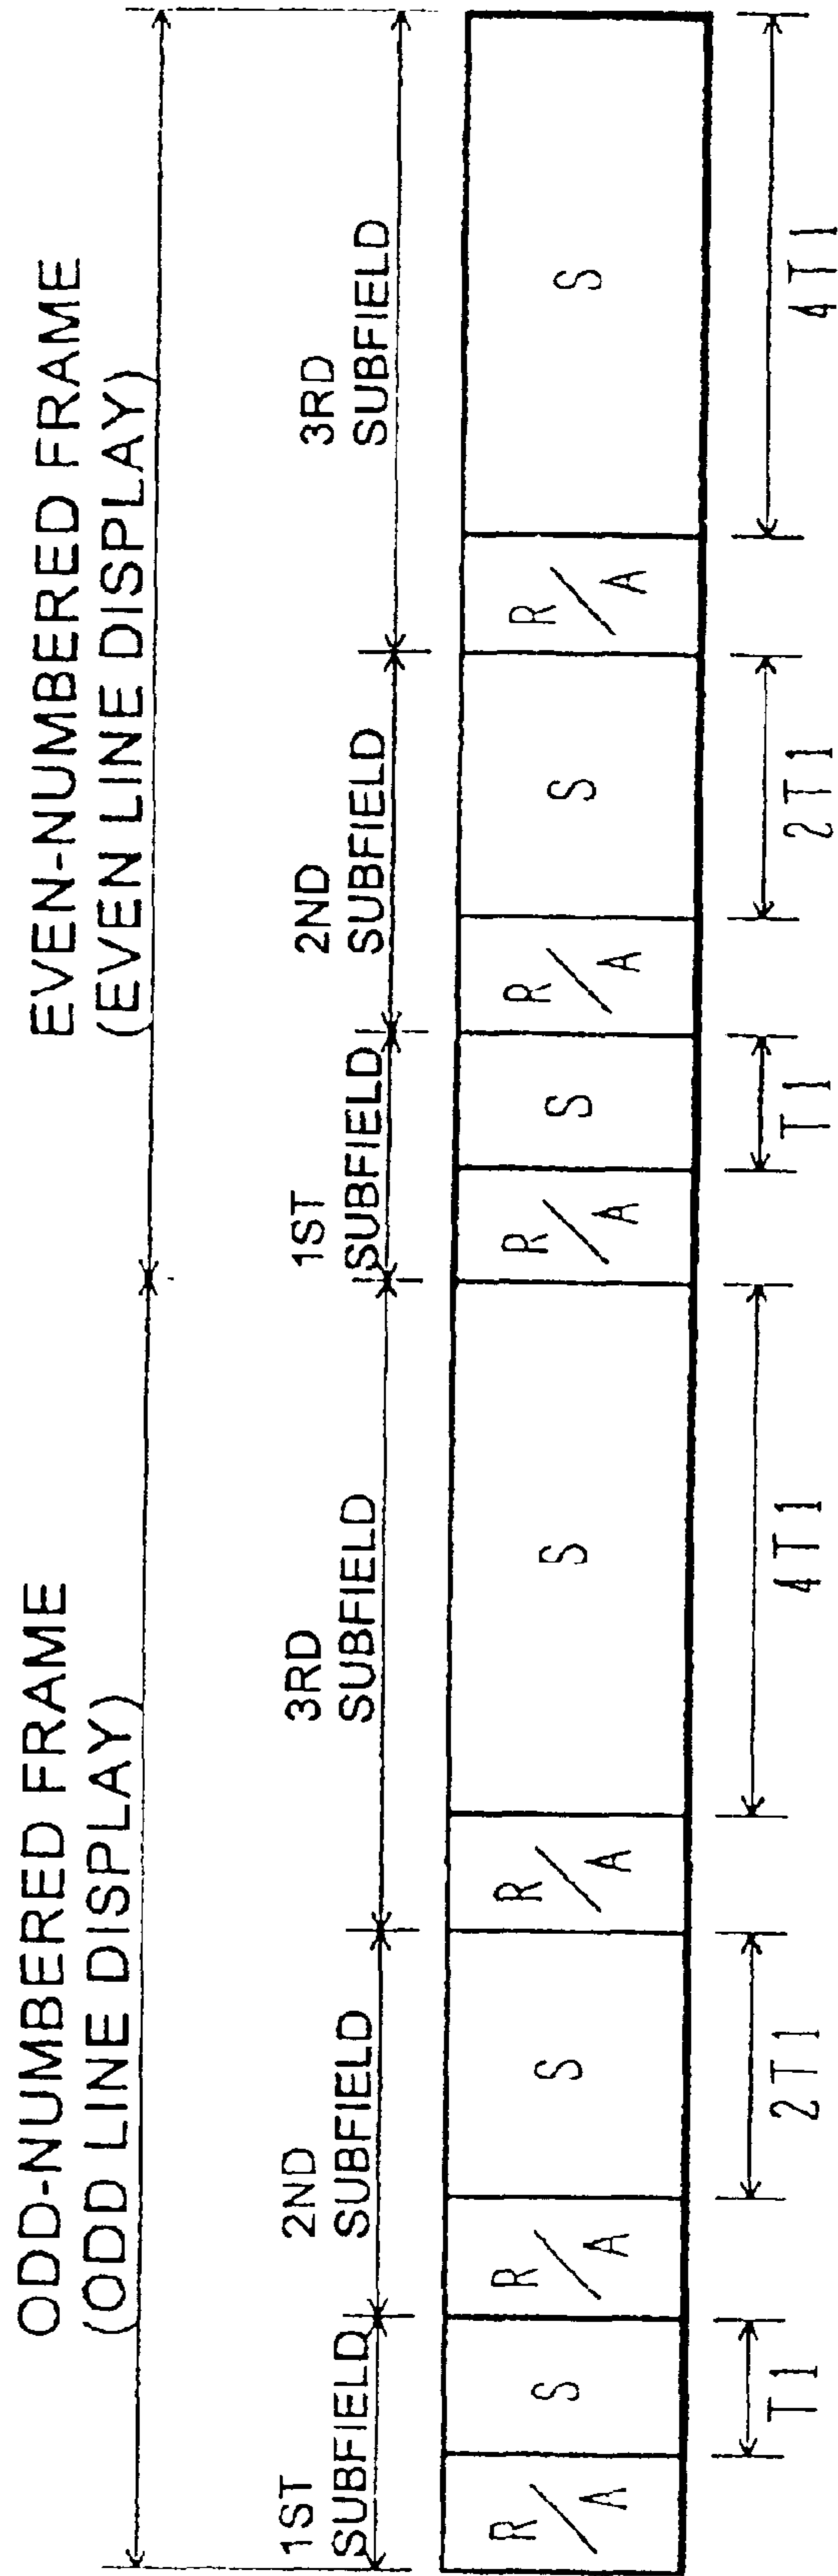 ODD-NUMBERED FRAME
(ODD LINE DISPLAY)
EVEN-NUMBERED FRAME
(EVEN LINE DISPLAY)
1ST
SUBFIELD
2ND
SUBFIELD
3RD
SUBFIELD
1ST
SUBFIELD
2ND
SUBFIELD
3RD
SUBFIELD
R/A
S
R/A
S
R/A
S
R/A
S
R/A
S
R/A
S
T1
2T1
4T1
T1
2T1
4T1